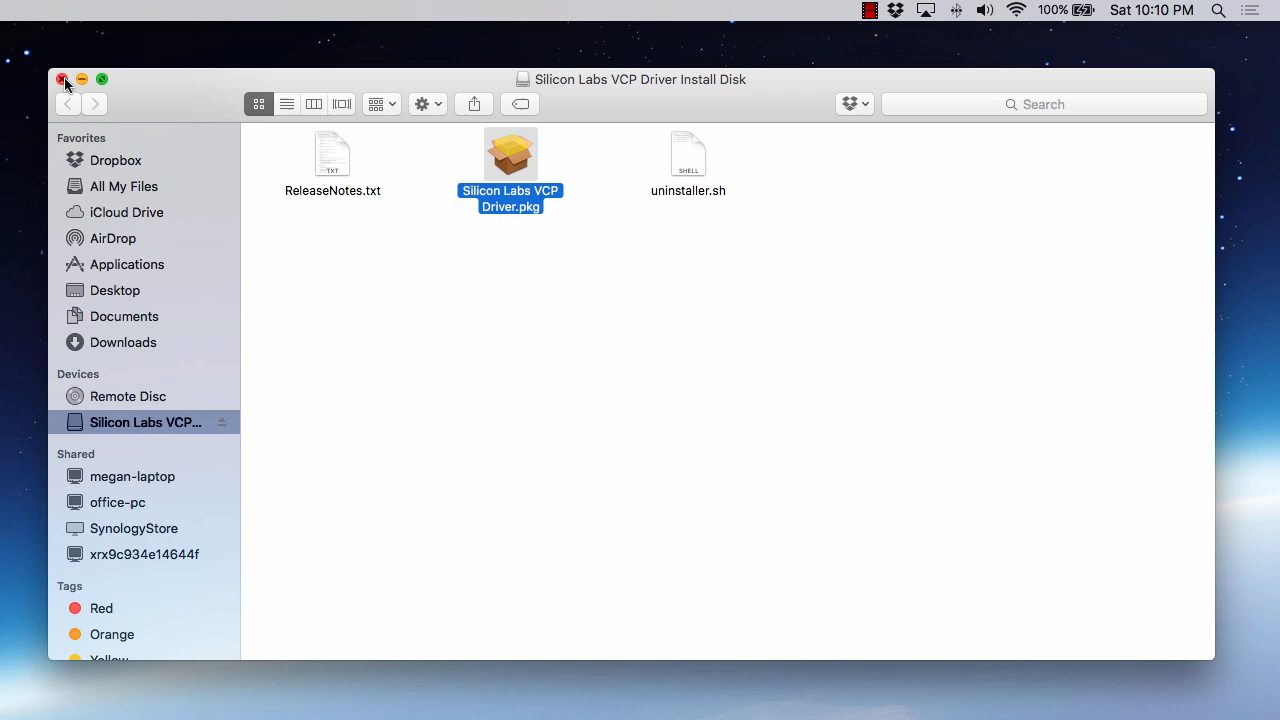 100% Sat 10:10 PM
Silicon Labs VCP Driver Install Disk
Search
Favorites
Dropbox
All My Files
iCloud Drive
AirDrop
Applications
Desktop
Documents
Downloads
Devices
Remote Disc
Silicon Labs VCP...
Shared
megan-laptop
office-pc
SynologyStore
xrx9c934e14644f
Tags
Red
Orange
Yellow
TXT
ReleaseNotes.txt
Silicon Labs VCP
Driver.pkg
SHELL
uninstaller.sh